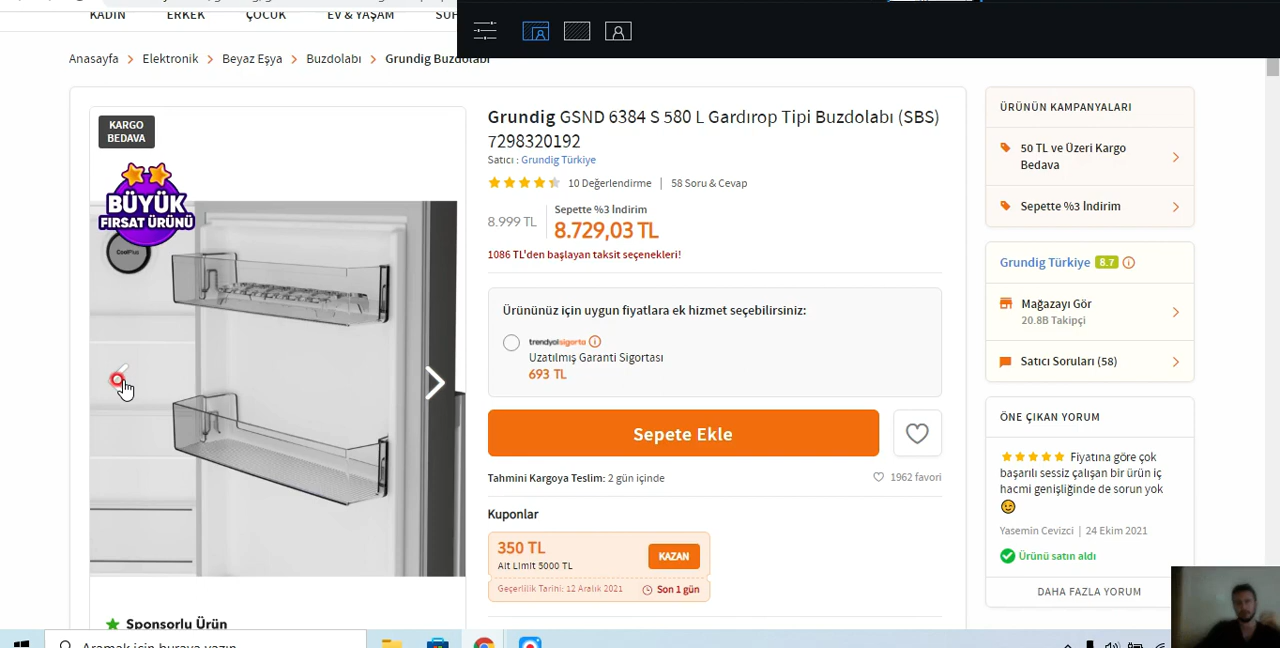 KADIN ERKEK ÇOCUK EV & YAŞAM
Anasayfa > Elektronik > Beyaz Eşya > Buzdolabı > Grundig Buzdolabı
KARGO
BEDAVA
BÜYÜK
FIRSAT ÜRÜNÜ
CoolPlus
Sponsorlu Ürün
Grundig GSND 6384 S 580 L Gardırop Tipi Buzdolabı (SBS)
7298320192
Satıcı : Grundig Türkiye
10 Değerlendirme | 58 Soru & Cevap
8.999 TL
Sepette %3 İndirim
8.729,03 TL
1086 TL'den başlayan taksit seçenekleri!
Ürününüz için uygun fiyatlara ek hizmet seçebilirsiniz:
trendyolsigorta
Uzatılmış Garanti Sigortası
693 TL
Sepete Ekle
Tahmini Kargoya Teslim: 2 gün içinde
1962 favori
Kuponlar
350 TL
Alt Limit 5000 TL
KAZAN
Geçerlilik Tarihi: 12 Aralık 2021
Son 1 gün
ÜRÜNÜN KAMPANYALARI
50 TL ve Üzeri Kargo
Bedava
Sepette %3 İndirim
Grundig Türkiye 8.7
Mağazayı Gör
20.8B Takipçi
Satıcı Soruları (58)
ÖNE ÇIKAN YORUM
Fiyatına göre çok
başarılı sessiz çalışan bir ürün iç
hacmi genişliğinde de sorun yok
Yasemin Cevizci | 24 Ekim 2021
Ürünü satın aldı
DAHA FAZLA YORUM
Aramak için buraya yazın